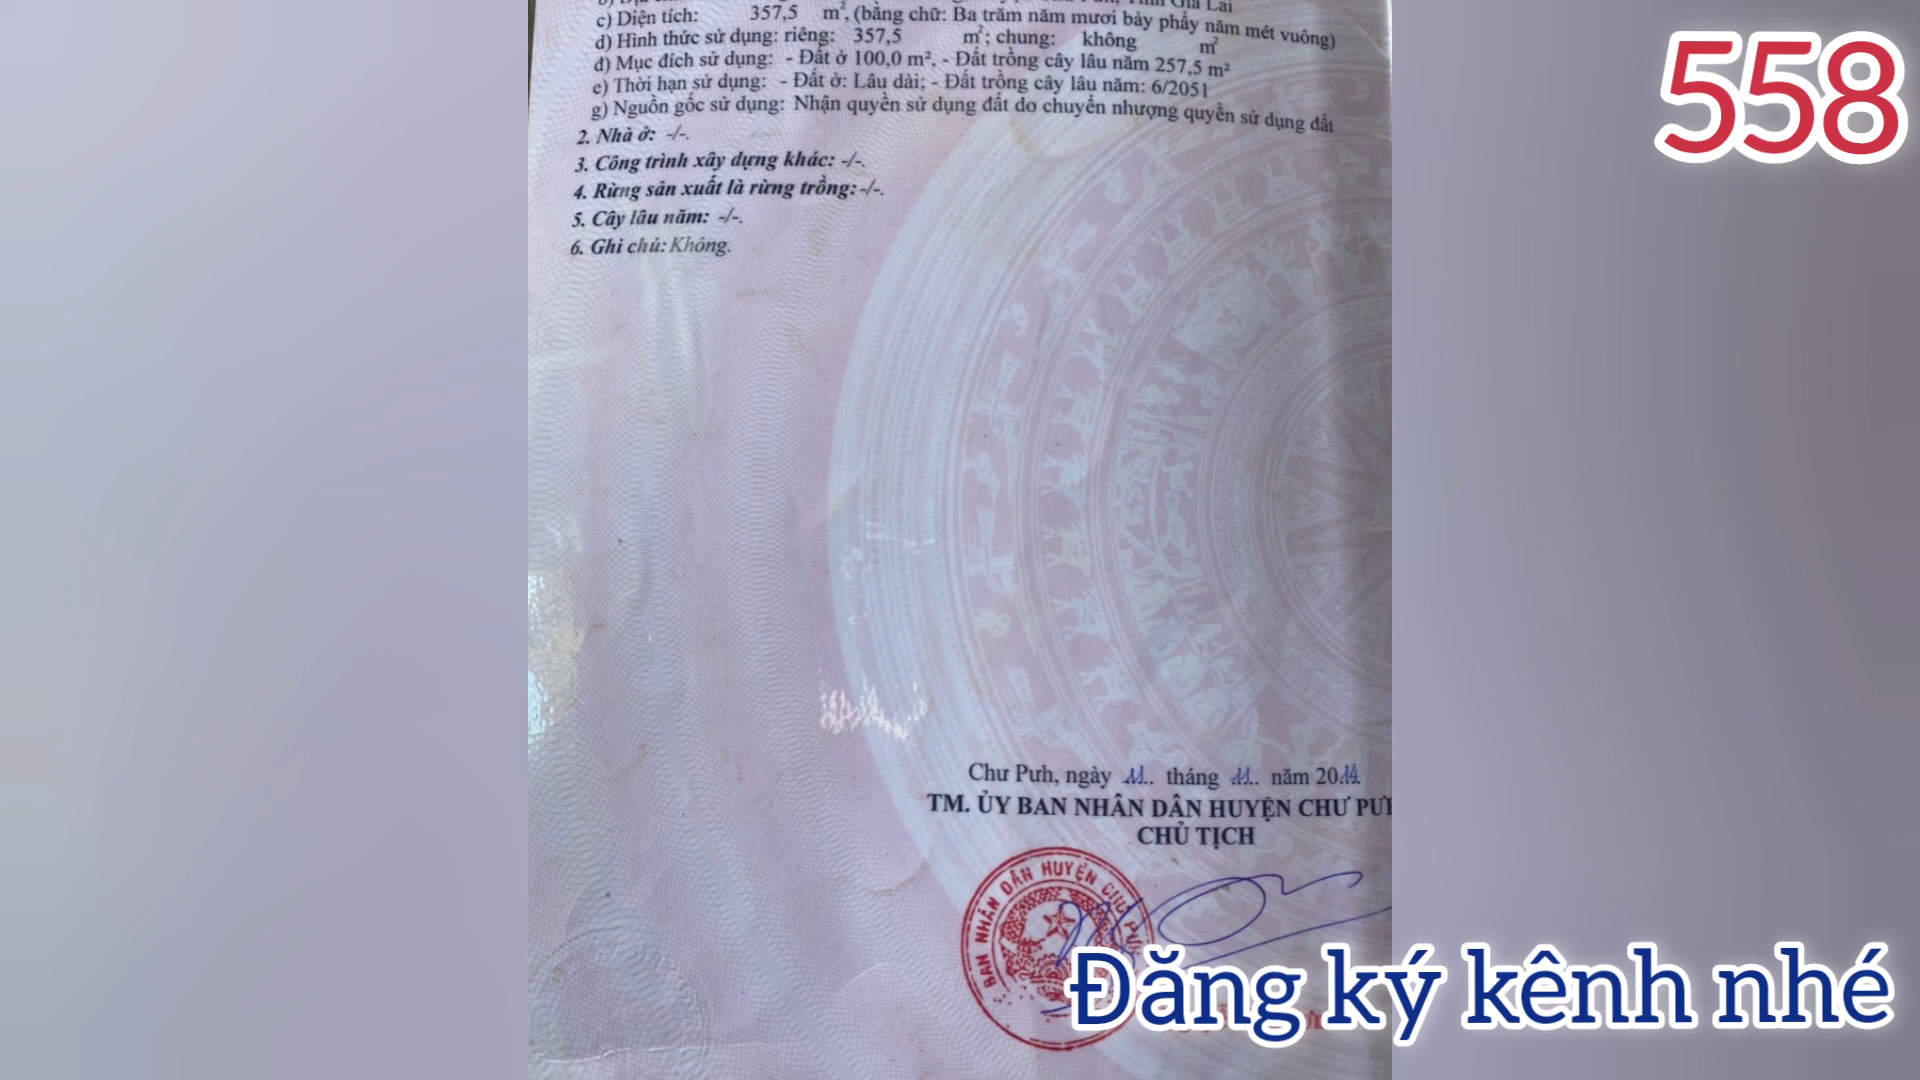 c) Diện tích: 357,5 m², (bằng chữ: Ba trăm năm mươi bảy phẩy năm mét vuông)
d) Hình thức sử dụng: riêng: 357,5 m²; chung: không m²
đ) Mục đích sử dụng: - Đất ở 100,0 m². - Đất trồng cây lâu năm 257,5 m²
e) Thời hạn sử dụng: - Đất ở: Lâu dài; - Đất trồng cây lâu năm: 6/2051
g) Nguồn gốc sử dụng: Nhận quyền sử dụng đất do chuyển nhượng quyền sử dụng đất
2. Nhà ở: -/-.
3. Công trình xây dựng khác: -/-.
4. Rừng sản xuất là rừng trồng: -/-.
5. Cây lâu năm: -/-.
6. Ghi chú: Không.
558
Chư Pưh, ngày 11.. tháng 11.. năm 2014
TM. ỦY BAN NHÂN DÂN HUYỆN CHƯ PƯH
CHỦ TỊCH
BAN NHÂN DÂN HUYỆN CHƯ PƯH
Đăng ký kênh nhé